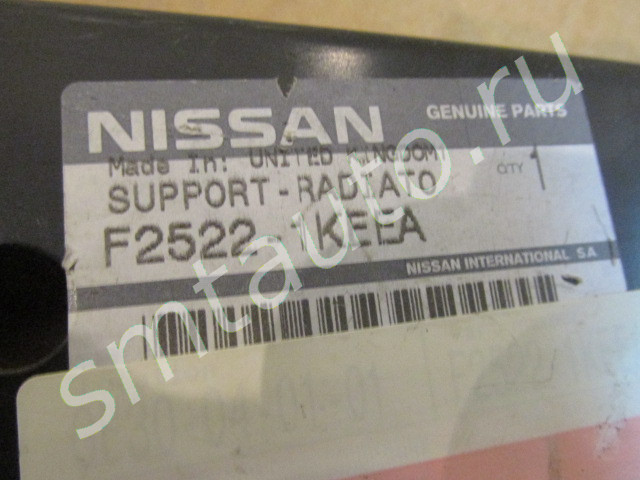 NISSAN
GENUINE PARTS
Made In: UNITED KINGDOM
SUPPORT-RADIATO
QTY 1
F2522-1KEEA
NISSAN INTERNATIONAL SA
smtauto.ru